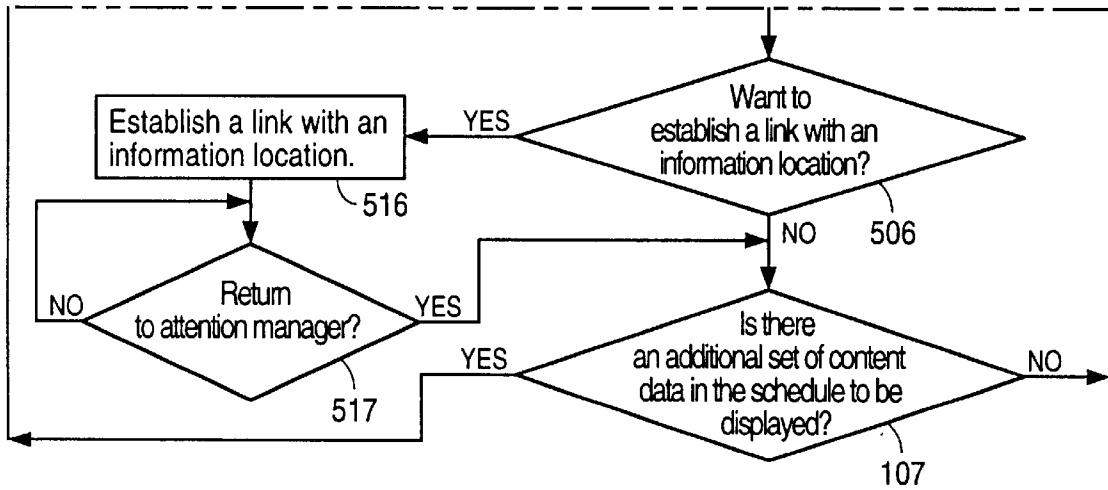 Want to
establish a link with an
information location?
YES
506
NO
Establish a link with an
information location.
516
Return
to attention manager?
NO
YES
517
Is there
an additional set of content
data in the schedule to be
displayed?
YES
NO
107